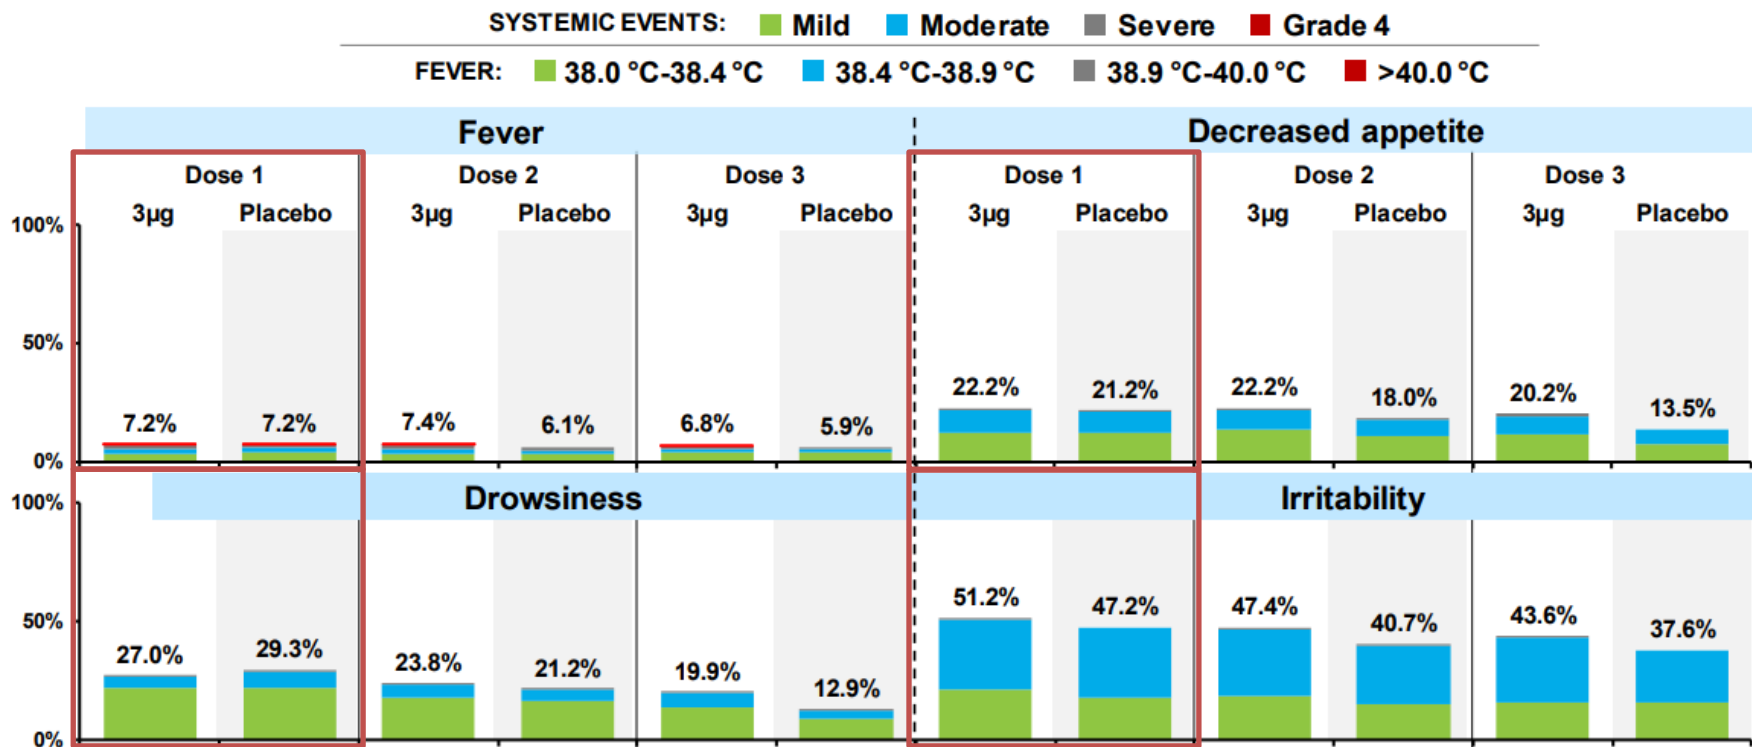 SYSTEMIC EVENTS: Mild Moderate Severe Grade 4
FEVER: 38.0 °C-38.4 °C 38.4 °C-38.9 °C 38.9 °C-40.0 °C >40.0 °C
Fever Decreased appetite
Dose 1 Dose 2 Dose 3 Dose 1 Dose 2 Dose 3
3µg Placebo 3µg Placebo 3µg Placebo 3µg Placebo 3µg Placebo 3µg Placebo
100%
50%
22.2% 21.2% 22.2% 18.0% 20.2% 13.5%
7.2% 7.2% 7.4% 6.1% 6.8% 5.9%
0%
Drowsiness Irritability
100%
50%
51.2% 47.2% 47.4% 40.7% 43.6% 37.6%
27.0% 29.3% 23.8% 21.2% 19.9% 12.9%
0%